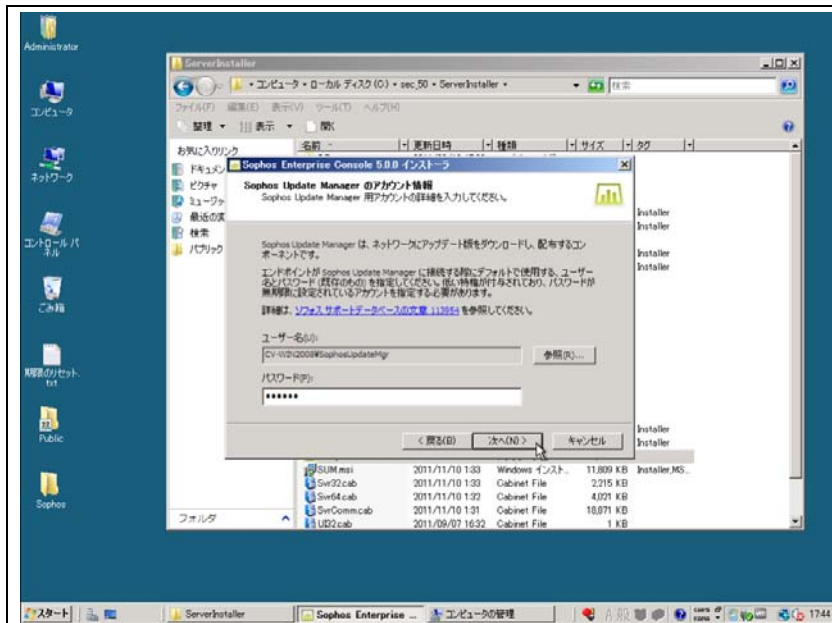 Administrator
コンピュータ
ネットワーク
コントロール パ
ネル
ごみ箱
期限のリセット.
txt
Public
Sophos
ServerInstaller
コンピュータ ローカル ディスク (C) sec_50 ServerInstaller
検索
ファイル(F) 編集(E) 表示(V) ツール(T) ヘルプ(H)
整理 表示 開く
お気に入りリンク
名前 更新日時 種類 サイズ タグ
ドキュメン
ピクチャ
ミュージッ
最近の変
検索
パブリック
Sophos Enterprise Console 5.0.0 インストーラ
Sophos Update Manager のアカウント情報
Sophos Update Manager 用アカウントの詳細を入力してください。
Sophos Update Manager は、ネットワークにアップデート版をダウンロードし、配布するコン
ポーネントです。
エンドポイントが Sophos Update Manager に接続する際にデフォルトで使用する、ユーザー
名とパスワード (既存のもの) を指定してください。低い特権が付与されており、パスワードが
無期限に設定されているアカウントを指定する必要があります。
詳細は、ソフォス サポートデータベースの文章 113954 を参照してください。
ユーザー名(U):
CV-W2K2008¥SophosUpdateMgr
参照(R)...
パスワード(P):
••••••
< 戻る(B) 次へ(N) > キャンセル
Installer
Installer
Installer
Installer
Installer
Installer
SUM.msi 2011/11/10 1:33 Windows インスト... 11,809 KB Installer,MS...
Svr32.cab 2011/11/10 1:33 Cabinet File 2,215 KB
Svr64.cab 2011/11/10 1:32 Cabinet File 4,021 KB
SvrComm.cab 2011/11/10 1:31 Cabinet File 18,871 KB
UI32.cab 2011/09/07 16:32 Cabinet File 1 KB
フォルダ
スタート ServerInstaller Sophos Enterprise ... コンピュータの管理 A 般 CAPS KANA 17:44